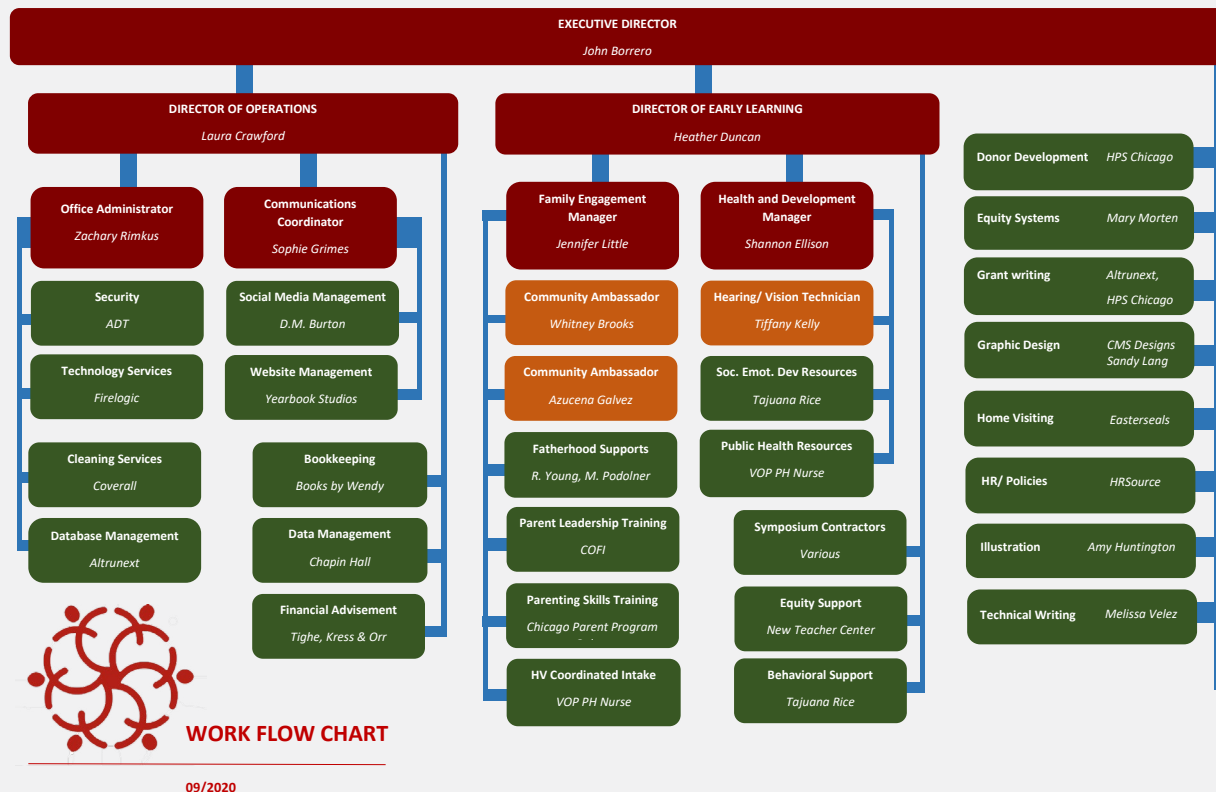 EXECUTIVE DIRECTOR
John Borrero
DIRECTOR OF OPERATIONS
Laura Crawford
Office Administrator
Zachary Rimkus
Security
ADT
Technology Services
Firelogic
Cleaning Services
Coverall
Database Management
Altrunext
Communications
Coordinator
Sophie Grimes
Social Media Management
D.M. Burton
Website Management
Yearbook Studios
Bookkeeping
Books by Wendy
Data Management
Chapin Hall
Financial Advisement
Tighe, Kress & Orr
DIRECTOR OF EARLY LEARNING
Heather Duncan
Family Engagement
Manager
Jennifer Little
Community Ambassador
Whitney Brooks
Community Ambassador
Azucena Galvez
Fatherhood Supports
R. Young, M. Podolner
Parent Leadership Training
COFI
Parenting Skills Training
Chicago Parent Program
HV Coordinated Intake
VOP PH Nurse
Health and Development
Manager
Shannon Ellison
Hearing/ Vision Technician
Tiffany Kelly
Soc. Emot. Dev Resources
Tajuana Rice
Public Health Resources
VOP PH Nurse
Symposium Contractors
Various
Equity Support
New Teacher Center
Behavioral Support
Tajuana Rice
Donor Development HPS Chicago
Equity Systems Mary Morten
Grant writing Altrunext,
HPS Chicago
Graphic Design CMS Designs
Sandy Lang
Home Visiting Easterseals
HR/ Policies HRSource
Illustration Amy Huntington
Technical Writing Melissa Velez
WORK FLOW CHART
09/2020